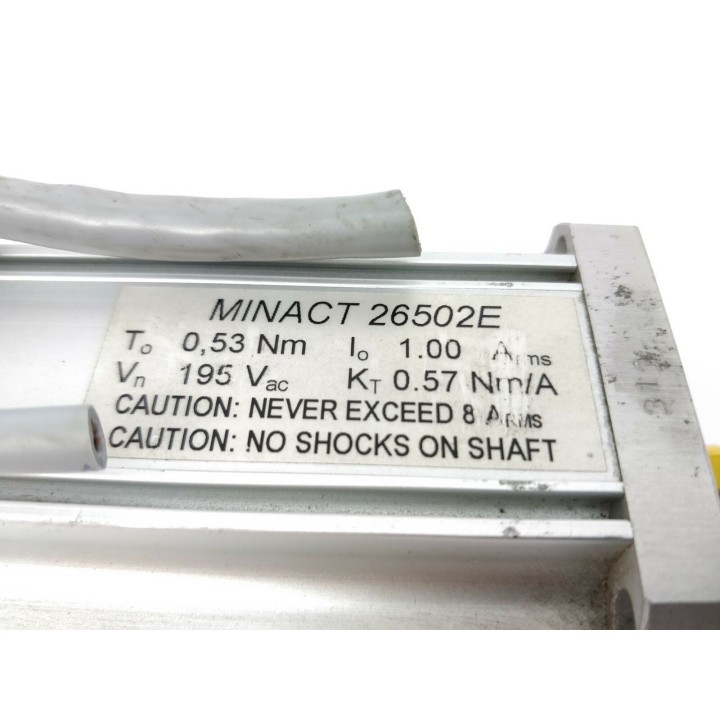 MINACT 26502E
To 0,53 Nm Io 1.00 Arms
Vn 195 Vac KT 0.57 Nm/A
CAUTION: NEVER EXCEED 8 ARMS
CAUTION: NO SHOCKS ON SHAFT